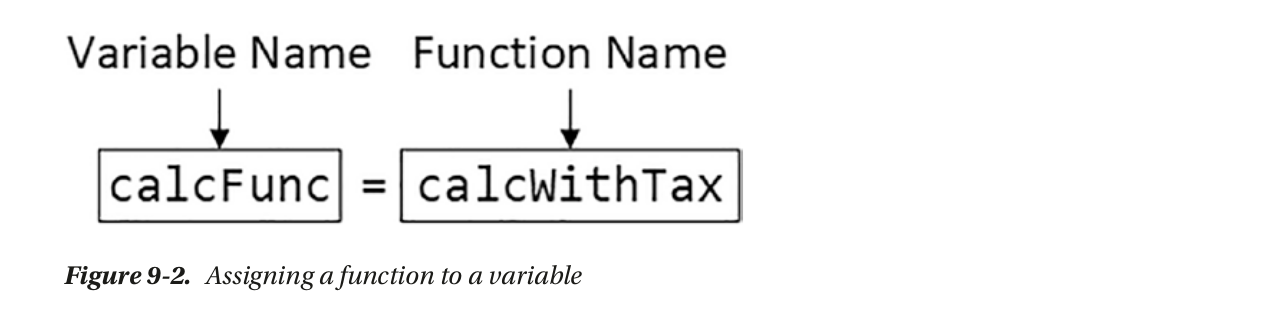 Variable Name Function Name
calcFunc = calcWithTax
Figure 9-2. Assigning a function to a variable